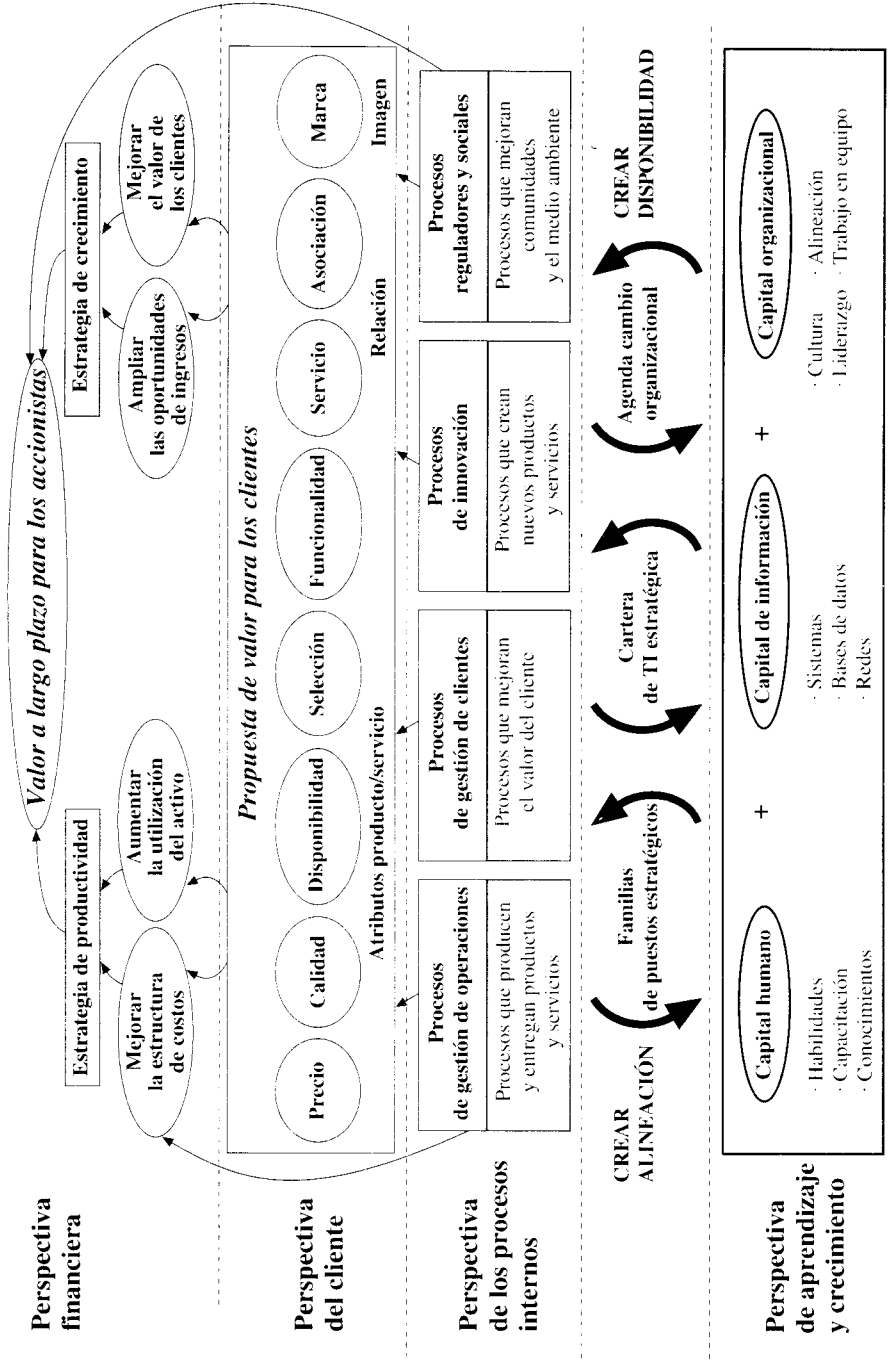 Perspectiva
financiera
Valor a largo plazo para los accionistas
Estrategia de productividad
Estrategia de crecimiento
Mejorar
la estructura
de costos
Aumentar
la utilización
del activo
Ampliar
las oportunidades
de ingresos
Mejorar
el valor de
los clientes
Perspectiva
del cliente
Propuesta de valor para los clientes
Precio
Calidad
Disponibilidad
Selección
Funcionalidad
Servicio
Asociación
Marca
Atributos producto/servicio
Relación
Imagen
Perspectiva
de los procesos
internos
Procesos
de gestión de operaciones
Procesos que producen
y entregan productos
y servicios
Procesos
de gestión de clientes
Procesos que mejoran
el valor del cliente
Procesos
de innovación
Procesos que crean
nuevos productos
y servicios
Procesos
reguladores y sociales
Procesos que mejoran
comunidades
y el medio ambiente
CREAR
ALINEACIÓN
Familias
de puestos estratégicos
Cartera
de TI estratégica
Agenda cambio
organizacional
CREAR
DISPONIBILIDAD
Perspectiva
de aprendizaje
y crecimiento
Capital humano
· Habilidades
· Capacitación
· Conocimientos
+
Capital de información
· Sistemas
· Bases de datos
· Redes
+
Capital organizacional
· Cultura · Alineación
· Liderazgo · Trabajo en equipo